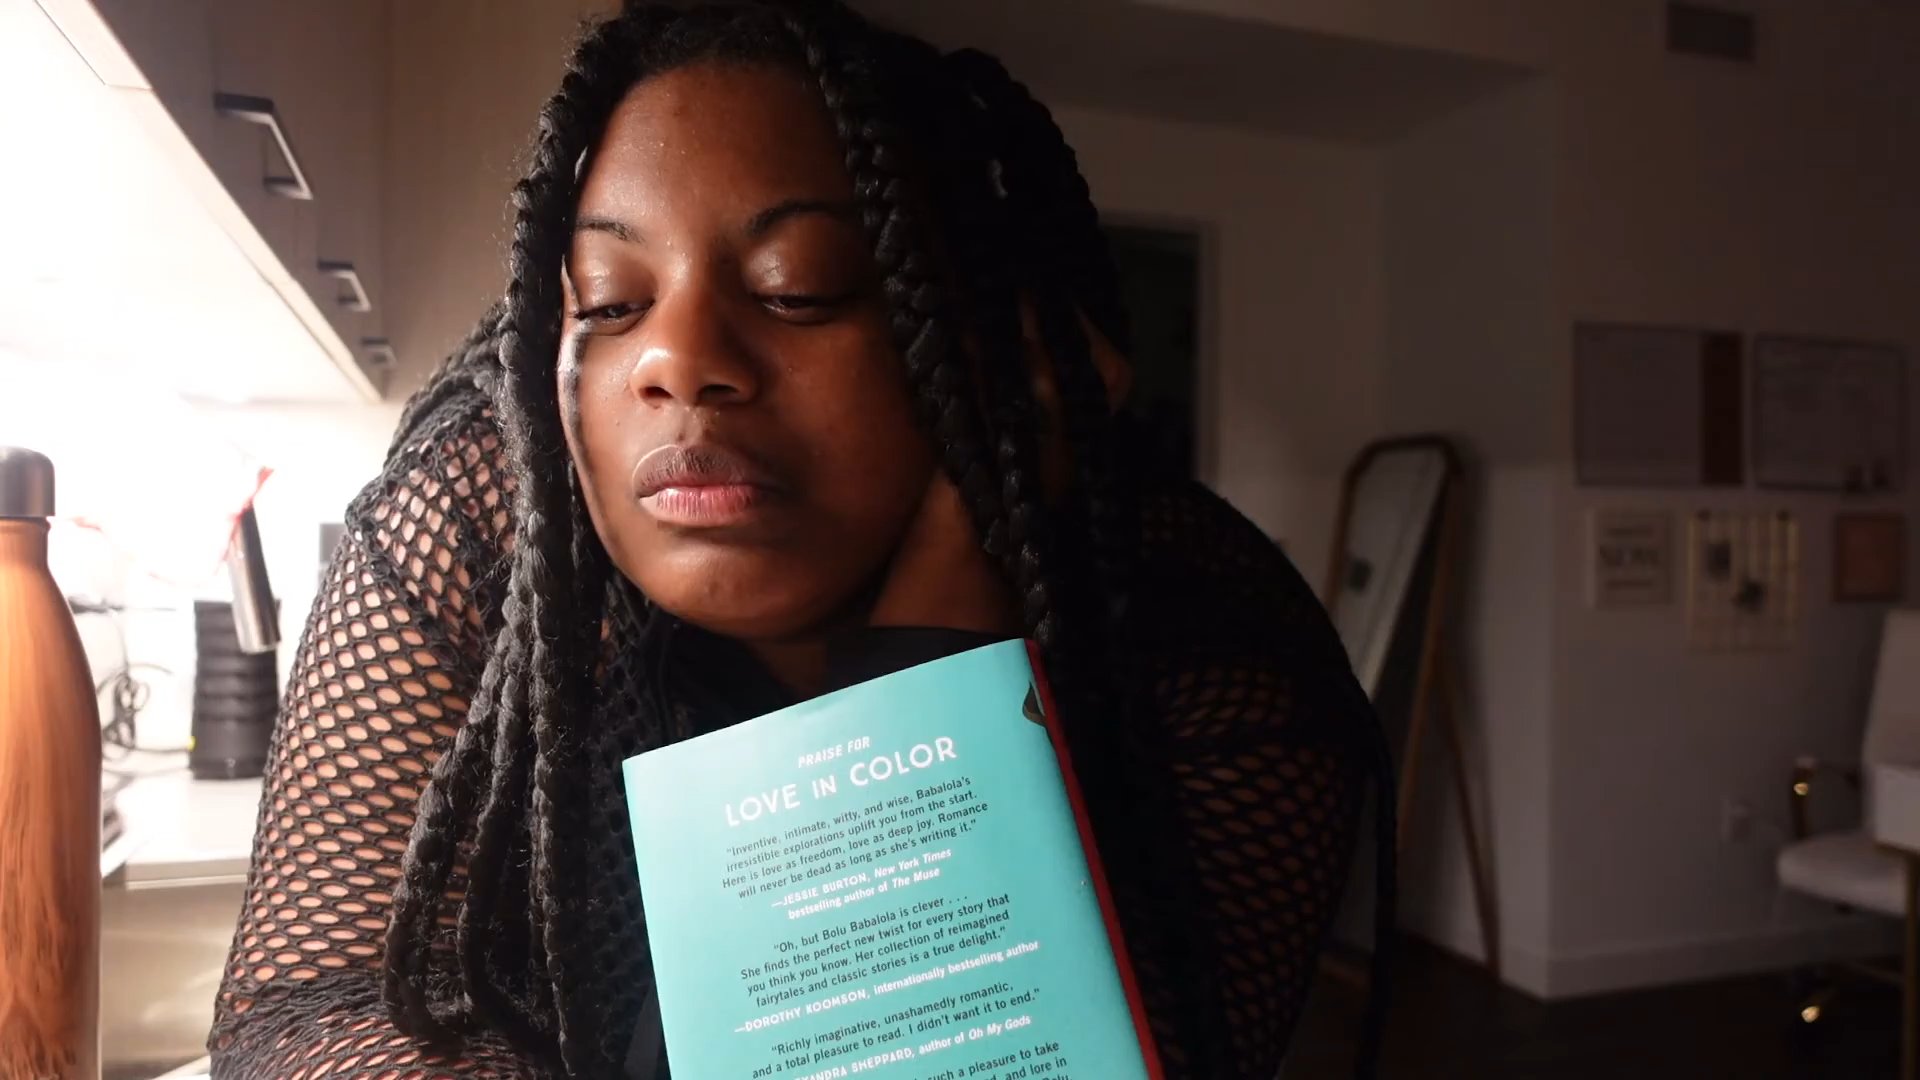 PRAISE FOR
LOVE IN COLOR
"Inventive, intimate, witty, and wise, Babalola's
irresistible explorations uplift you from the start.
Here is love as freedom, love as deep joy. Romance
will never be dead as long as she's writing it."
—JESSIE BURTON, New York Times
bestselling author of The Muse
"Oh, but Bolu Babalola is clever . . .
She finds the perfect new twist for every story that
you think you know. Her collection of reimagined
fairytales and classic stories is a true delight."
—DOROTHY KOOMSON, internationally bestselling author
"Richly imaginative, unashamedly romantic,
and a total pleasure to read. I didn't want it to end."
SHEPPARD, author of Oh My Gods
such a pleasure to take
and lore in